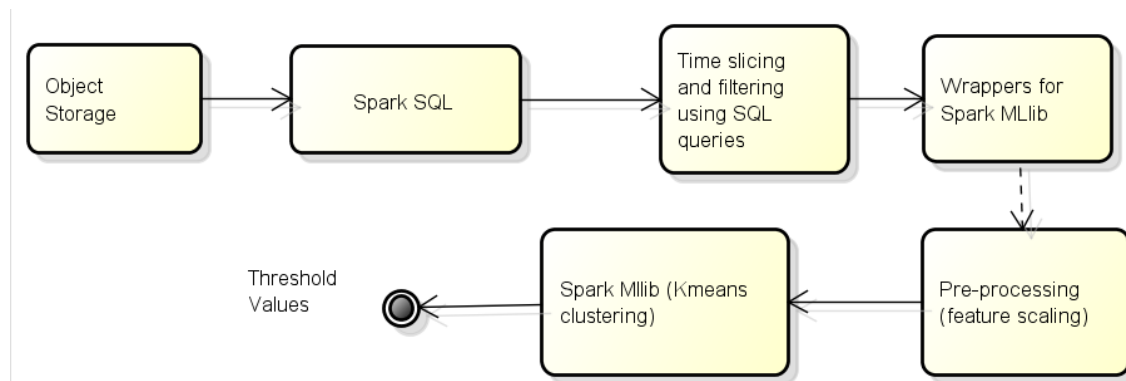 Object
Storage
Spark SQL
Time slicing
and filtering
using SQL
queries
Wrappers for
Spark MLlib
Threshold
Values
Spark Mllib (Kmeans
clustering)
Pre-processing
(feature scaling)